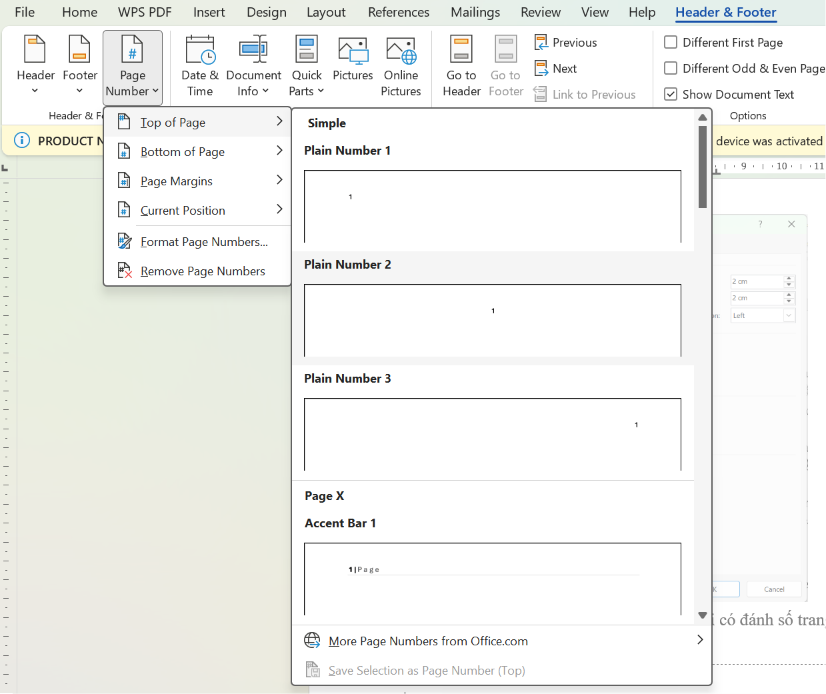 File Home WPS PDF Insert Design Layout References Mailings Review View Help Header & Footer
Header Footer Page Number
Date & Time Document Info Quick Parts Pictures Online Pictures
Go to Header Go to Footer
Previous
Next
Link to Previous
Different First Page
Different Odd & Even Page
Show Document Text
Header & F
Options
PRODUCT N
device was activated
Top of Page
Bottom of Page
Page Margins
Current Position
Format Page Numbers...
Remove Page Numbers
Simple
Plain Number 1
1
Plain Number 2
1
Plain Number 3
1
Page X
Accent Bar 1
1|Page
More Page Numbers from Office.com
Save Selection as Page Number (Top)
9 10 11
? 
2 cm
2 cm
Left
Cancel
có đánh số tran